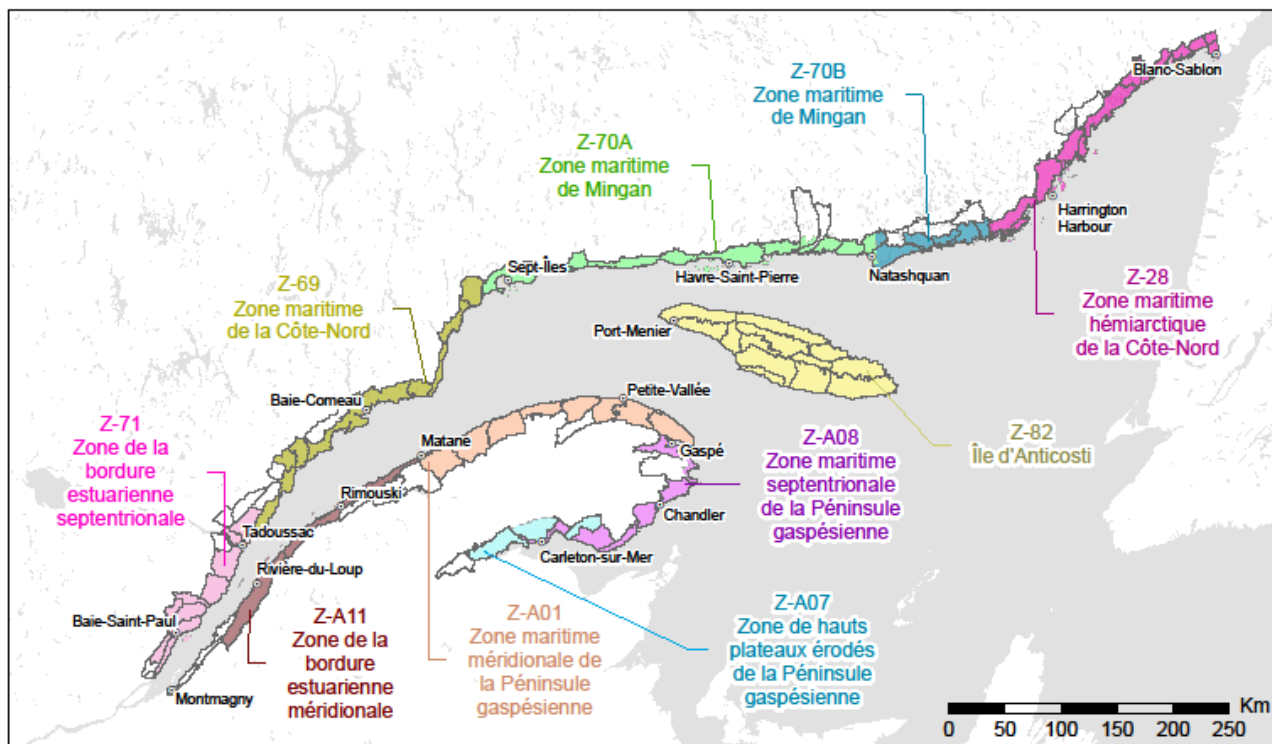 Blanc-Sablon
Z-70B
Zone maritime
de Mingan
Z-70A
Zone maritime
de Mingan
Harrington
Harbour
Sept-Îles
Havre-Saint-Pierre
Natashquan
Z-69
Zone maritime
de la Côte-Nord
Z-28
Zone maritime
hémiarctique
de la Côte-Nord
Port-Menier
Baie-Comeau
Petite-Vallée
Z-71
Zone de la
bordure
estuarienne
septentrionale
Matane
Gaspé
Z-82
Île d'Anticosti
Z-A08
Zone maritime
septentrionale
de la Péninsule
gaspésienne
Rimouski
Chandler
Tadoussac
Carleton-sur-Mer
Rivière-du-Loup
Baie-Saint-Paul
Z-A11
Zone de la
bordure
estuarienne
méridionale
Z-A01
Zone maritime
méridionale de
la Péninsule
gaspésienne
Z-A07
Zone de hauts
plateaux érodés
de la Péninsule
gaspésienne
Montmagny
Km
0 50 100 150 200 250